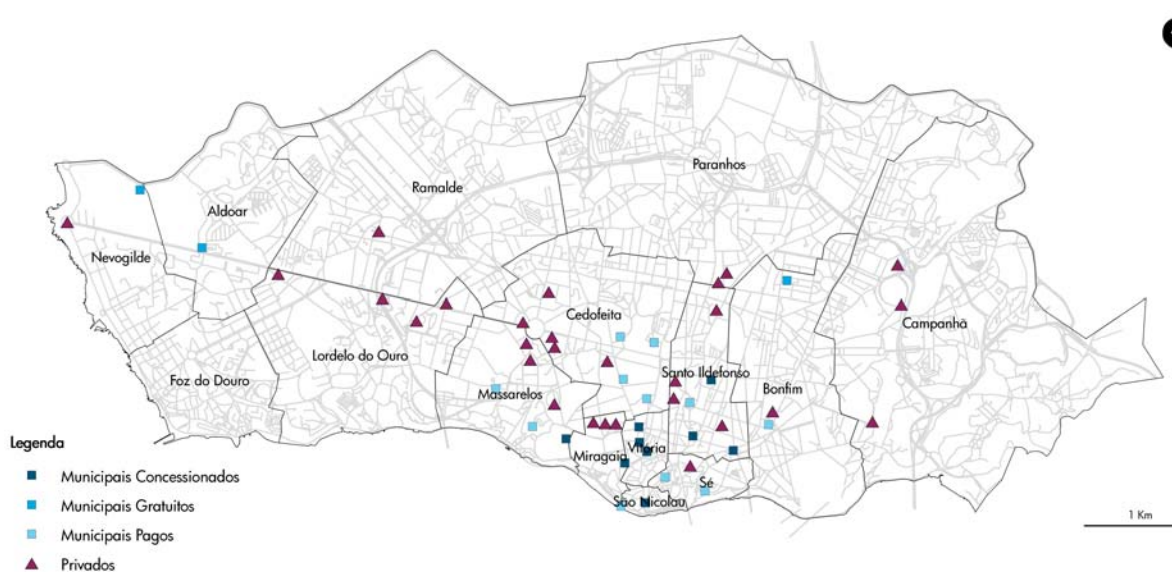 Paranhos
Ramalde
Aldoar
Nevogilde
Cedofeita
Campanhã
Lordelo do Ouro
Santo Ildefonso
Foz do Douro
Bonfim
Massarelos
Vitória
Miragaia
Sé
São Nicolau
Legenda
Municipais Concessionados
Municipais Gratuitos
Municipais Pagos
Privados
1 Km